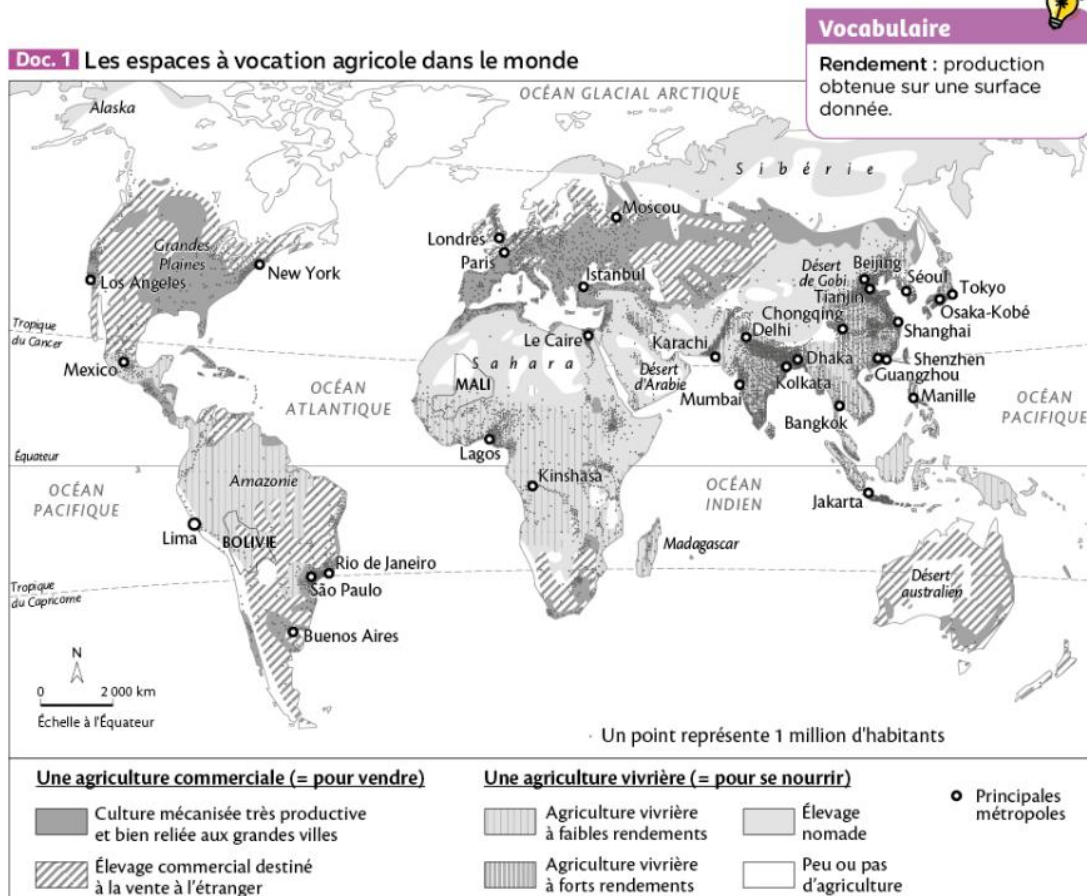 Vocabulaire
Rendement : production
obtenue sur une surface
donnée.
Doc. 1 Les espaces à vocation agricole dans le monde
OCÉAN GLACIAL ARCTIQUE
Alaska
Sibérie
Moscou
Londres
Paris
Grandes
Plaines
New York
Los Angeles
Istanbul
Désert
de Gobi
Beijing
Séoul
Tianjin
Tokyo
Osaka-Kobé
Chongqing
Shanghai
Tropique
du Cancer
Le Caire
Karachi
Delhi
Sahara
Mexico
MALI
Désert
d'Arabie
Dhaka
Shenzhen
Kolkata
Guangzhou
OCÉAN
ATLANTIQUE
Mumbai
Manille
OCÉAN
PACIFIQUE
Bangkok
Lagos
Équateur
Amazonie
Kinshasa
OCÉAN
INDIEN
OCÉAN
PACIFIQUE
Jakarta
Lima
BOLIVIE
Madagascar
Rio de Janeiro
São Paulo
Tropique
du Capricorne
Désert
australien
Buenos Aires
N
0 2 000 km
Échelle à l'Équateur
Un point représente 1 million d'habitants
Une agriculture commerciale (= pour vendre)
Culture mécanisée très productive
et bien reliée aux grandes villes
Élevage commercial destiné
à la vente à l'étranger
Une agriculture vivrière (= pour se nourrir)
Agriculture vivrière
à faibles rendements
Agriculture vivrière
à forts rendements
Élevage
nomade
Peu ou pas
d'agriculture
Principales
métropoles